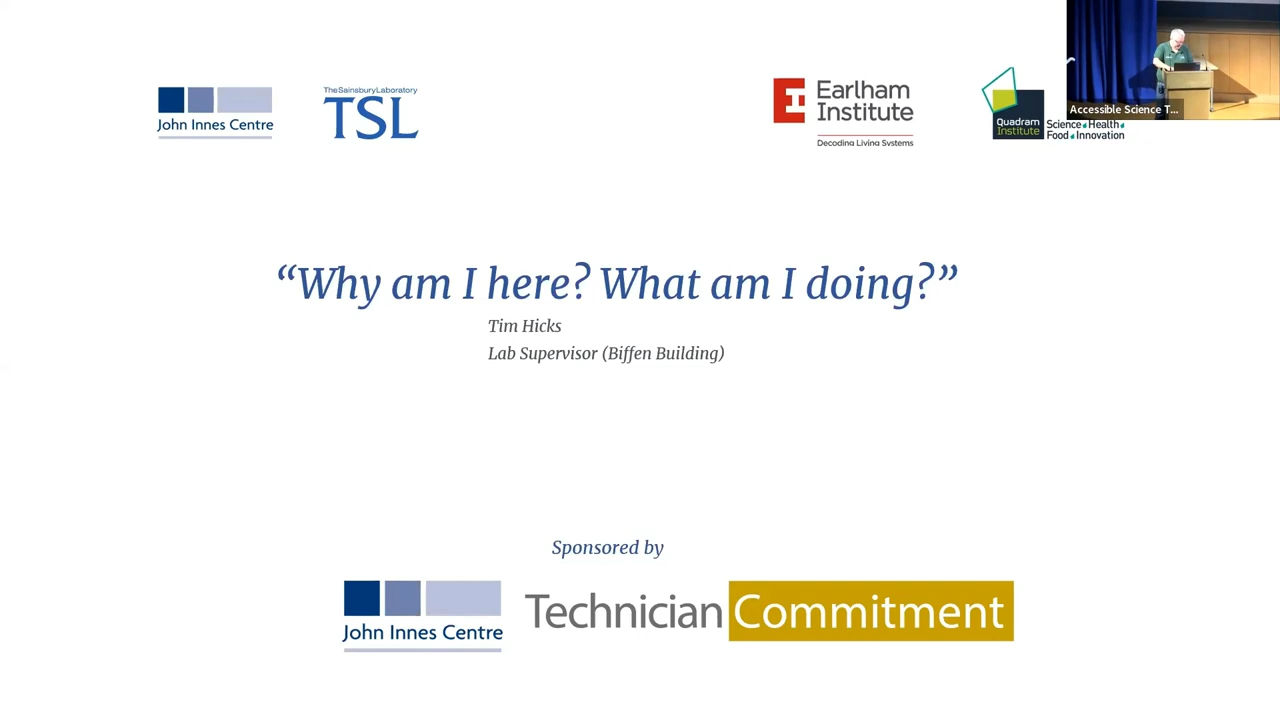 John Innes Centre
The Sainsbury Laboratory
TSL
Earlham
Institute
Decoding Living Systems
Quadram
Institute
Science Health
Food Innovation
Accessible Science T...
“Why am I here? What am I doing?”
Tim Hicks
Lab Supervisor (Biffen Building)
Sponsored by
John Innes Centre
Technician Commitment